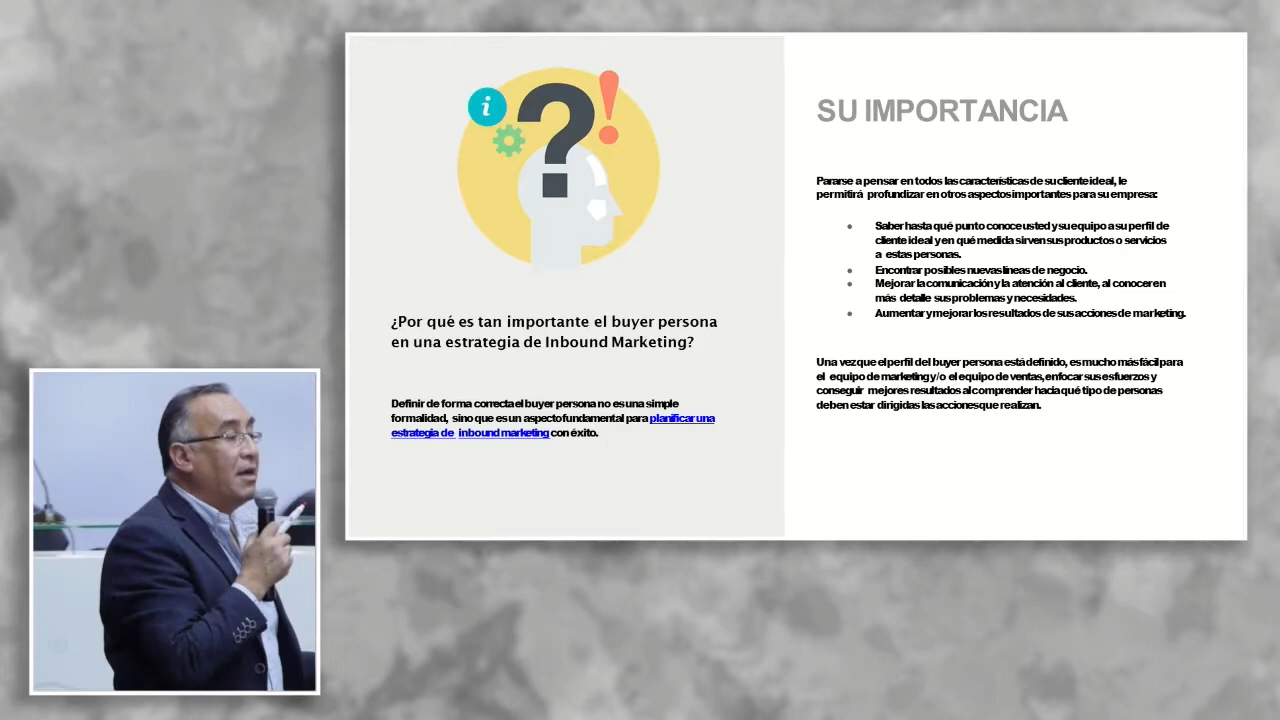 ¿Por qué es tan importante el buyer persona
en una estrategia de Inbound Marketing?
Definir de forma correcta el buyer persona no es una simple
formalidad, sino que es un aspecto fundamental para planificar una
estrategia de inbound marketing con éxito.
SU IMPORTANCIA
Pararse a pensar en todos las características de su cliente ideal, le
permitirá profundizar en otros aspectos importantes para su empresa:
● Saber hasta qué punto conoce usted y su equipo a su perfil de
cliente ideal y en qué medida sirven sus productos o servicios
a estas personas.
● Encontrar posibles nuevas líneas de negocio.
● Mejorar la comunicación y la atención al cliente, al conocer en
más detalle sus problemas y necesidades.
● Aumentar y mejorar los resultados de sus acciones de marketing.
Una vez que el perfil del buyer persona está definido, es mucho más fácil para
el equipo de marketing y/o el equipo de ventas, enfocar sus esfuerzos y
conseguir mejores resultados al comprender hacia qué tipo de personas
deben estar dirigidas las acciones que realizan.